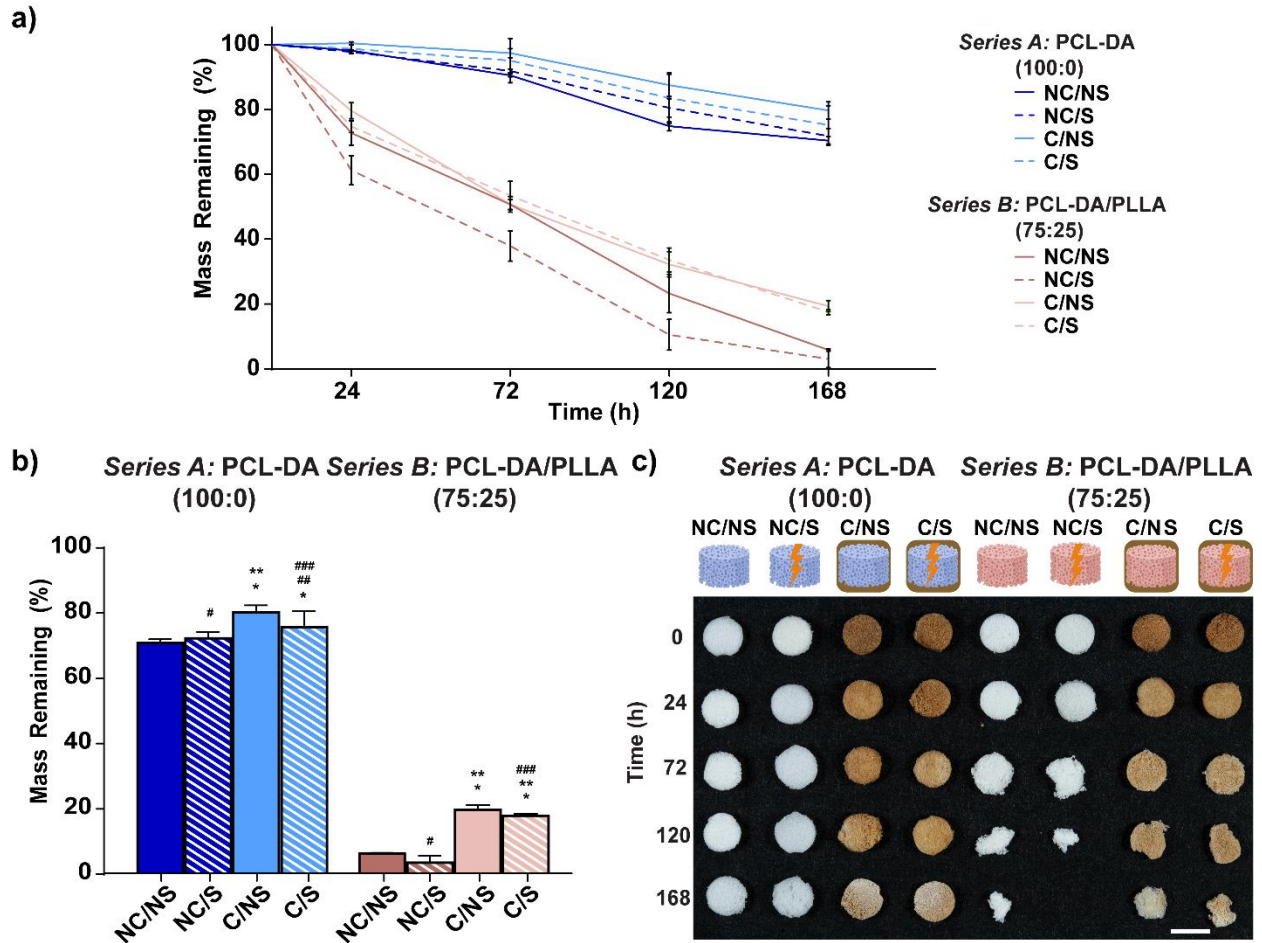 a)
Mass Remaining (%)
100
80
60
40
20
0
24
72
120
168
Time (h)
Series A: PCL-DA
(100:0)
NC/NS
NC/S
C/NS
C/S
Series B: PCL-DA/PLLA
(75:25)
NC/NS
NC/S
C/NS
C/S
b)
Series A: PCL-DA Series B: PCL-DA/PLLA
(100:0) (75:25)
Mass Remaining (%)
100
80
60
40
20
0
#
**
*
###
##
*
#
**
*
###
**
*
NC/NS NC/S C/NS C/S NC/NS NC/S C/NS C/S
c)
Series A: PCL-DA Series B: PCL-DA/PLLA
(100:0) (75:25)
NC/NS NC/S C/NS C/S NC/NS NC/S C/NS C/S
Time (h)
0
24
72
120
168